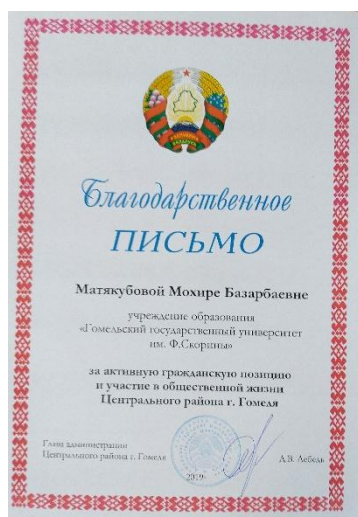 Благодарственное
ПИСЬМО
Матякубовой Мохире Базарбаевне
учреждение образования
«Гомельский государственный университет
им. Ф.Скорины»
за активную гражданскую позицию
и участие в общественной жизни
Центрального района г. Гомеля
Глава администрации
Центрального района г. Гомеля
А.В. Лебедь
2019